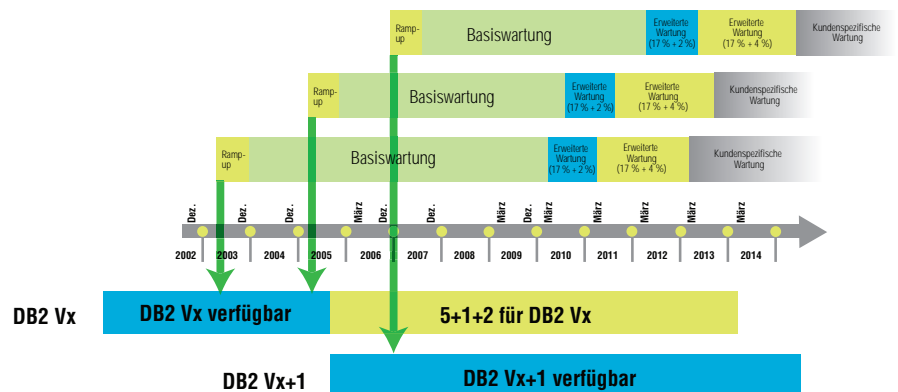 Ramp-
up
Basiswartung
Erweiterte
Wartung
(17 % + 2 %)
Erweiterte
Wartung
(17 % + 4 %)
Kundenspezifische
Wartung
Ramp-
up
Basiswartung
Erweiterte
Wartung
(17 % + 2 %)
Erweiterte
Wartung
(17 % + 4 %)
Kundenspezifische
Wartung
Ramp-
up
Basiswartung
Erweiterte
Wartung
(17 % + 2 %)
Erweiterte
Wartung
(17 % + 4 %)
Kundenspezifische
Wartung
Dez. Dez. Dez. März Dez. Dez. März Dez. März März März März März
2002 2003 2004 2005 2006 2007 2008 2009 2010 2011 2012 2013 2014
DB2 Vx DB2 Vx verfügbar 5+1+2 für DB2 Vx
DB2 Vx+1 DB2 Vx+1 verfügbar